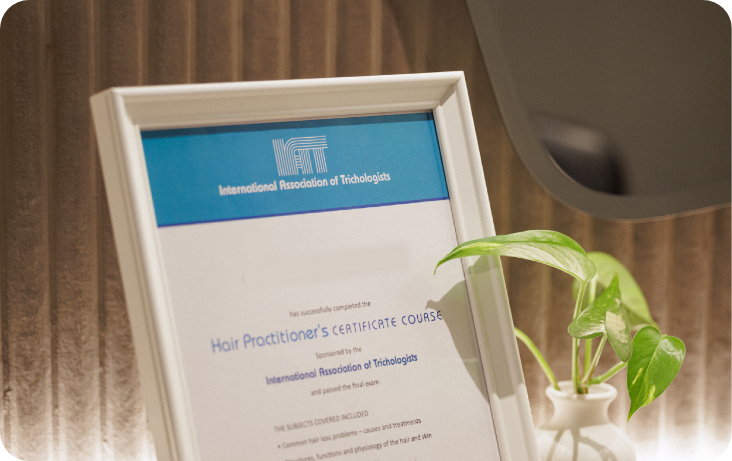 IAT
International Association of Trichologists
has successfully completed the
Hair Practitioner's CERTIFICATE COURSE
Sponsored by the
International Association of Trichologists
and passed the final exam
THE SUBJECTS COVERED INCLUDED
• Common hair loss problems – causes and treatments
functions and physiology of the hair and skin